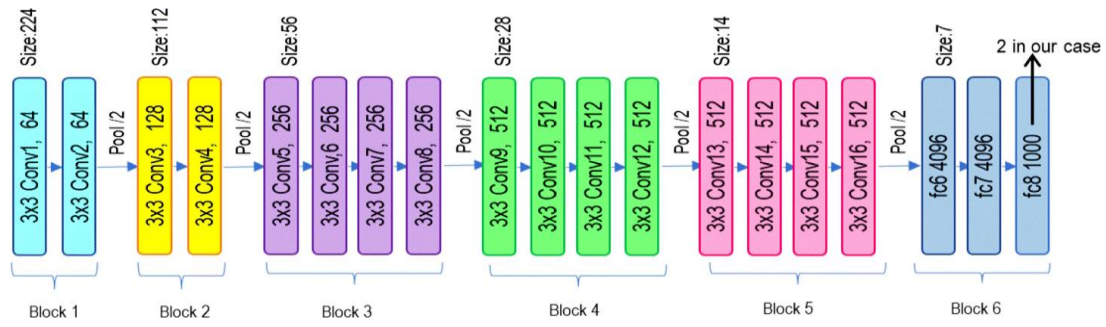 Size:224
3x3 Conv1, 64
3x3 Conv2, 64
Pool /2
Size:112
3x3 Conv3, 128
3x3 Conv4, 128
Pool /2
Size:56
3x3 Conv5, 256
3x3 Conv,6 256
3x3 Conv7, 256
3x3 Conv8, 256
Pool /2
Size:28
3x3 Conv9, 512
3x3 Conv10, 512
3x3 Conv11, 512
3x3 Conv12, 512
Pool /2
Size:14
3x3 Conv13, 512
3x3 Conv14, 512
3x3 Conv15, 512
3x3 Conv16, 512
Pool /2
Size:7
fc6 4096
fc7 4096
fc8 1000
2 in our case
Block 1
Block 2
Block 3
Block 4
Block 5
Block 6